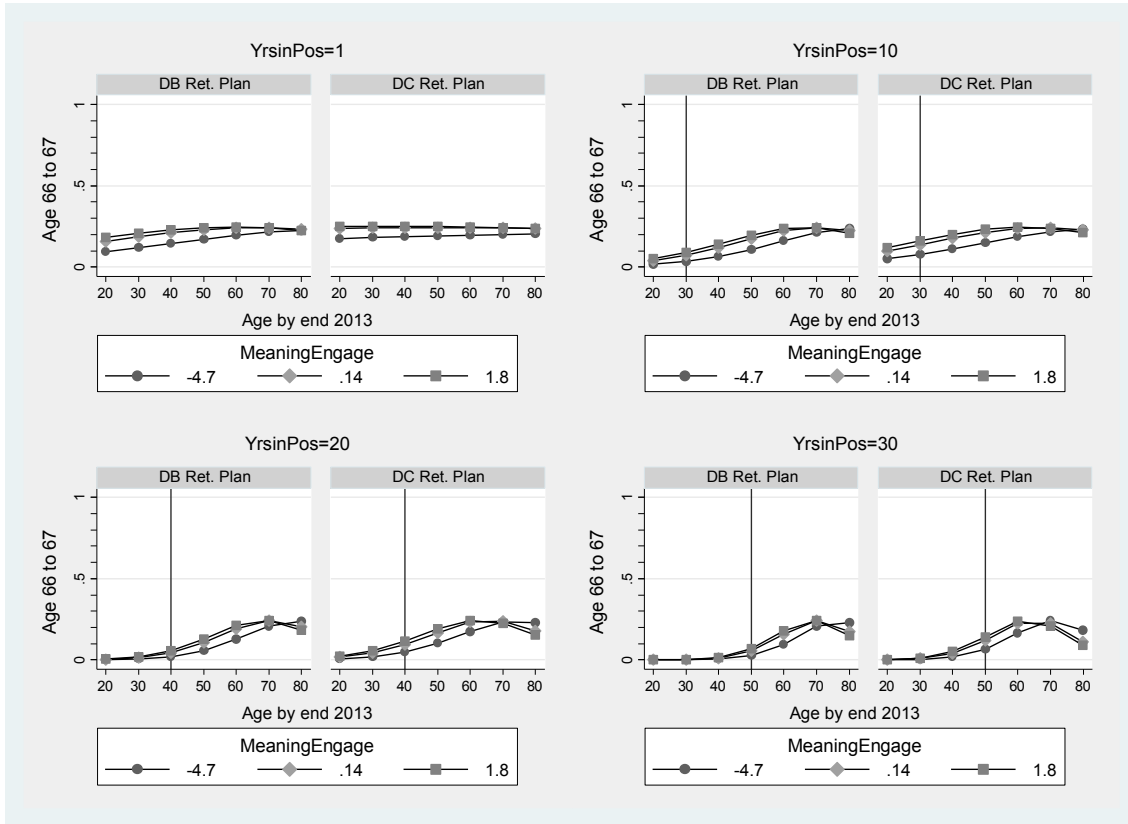 YrsinPos=1
DB Ret. Plan DC Ret. Plan
Age 66 to 67
1
.5
0
20 30 40 50 60 70 80 20 30 40 50 60 70 80
Age by end 2013
MeaningEngage
-4.7 .14 1.8
YrsinPos=10
DB Ret. Plan DC Ret. Plan
Age 66 to 67
1
.5
0
20 30 40 50 60 70 80 20 30 40 50 60 70 80
Age by end 2013
MeaningEngage
-4.7 .14 1.8
YrsinPos=20
DB Ret. Plan DC Ret. Plan
Age 66 to 67
1
.5
0
20 30 40 50 60 70 80 20 30 40 50 60 70 80
Age by end 2013
MeaningEngage
-4.7 .14 1.8
YrsinPos=30
DB Ret. Plan DC Ret. Plan
Age 66 to 67
1
.5
0
20 30 40 50 60 70 80 20 30 40 50 60 70 80
Age by end 2013
MeaningEngage
-4.7 .14 1.8